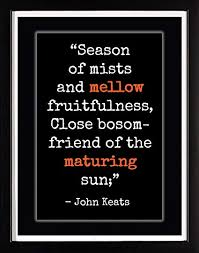 “Season
of mists
and mellow
fruitfulness,
Close bosom-
friend of the
maturing
sun;”
– John Keats